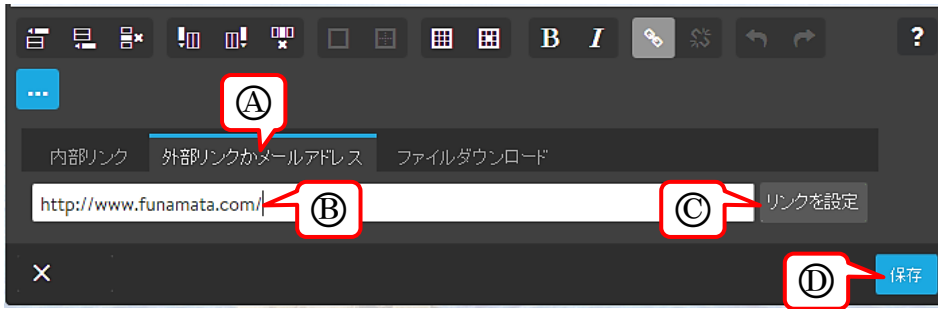 B I ?
...
Ⓐ
内部リンク 外部リンクかメールアドレス ファイルダウンロード
http://www.funamata.com/ Ⓑ Ⓒ リンクを設定
× Ⓓ 保存